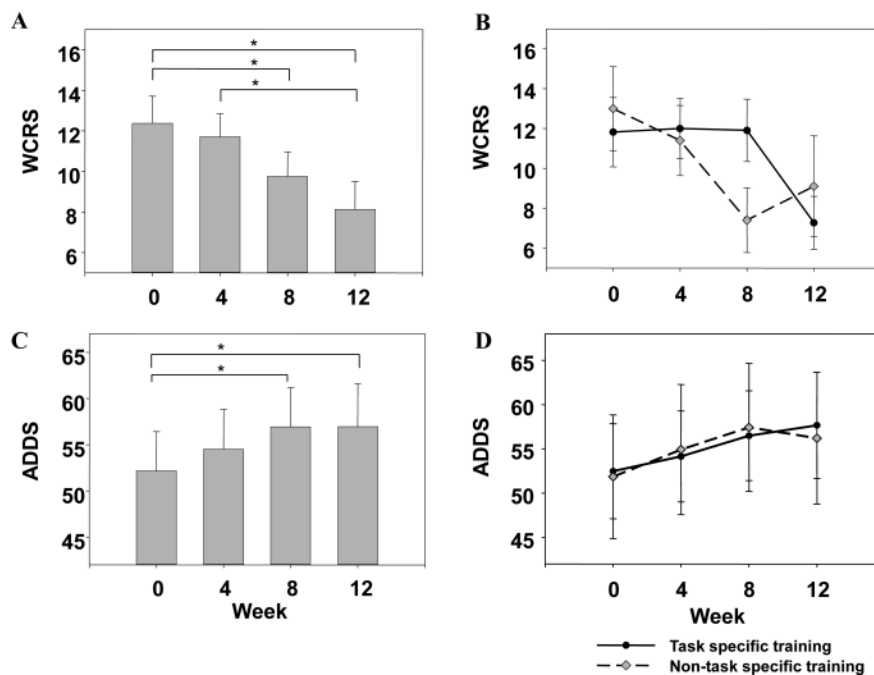 A
B
16
14
12
10
8
6
WCRS
*
*
*
0 4 8 12
16
14
12
10
8
6
WCRS
0 4 8 12
C
D
65
60
55
50
45
ADDS
*
*
0 4 8 12
Week
65
60
55
50
45
ADDS
0 4 8 12
Week
Task specific training
Non-task specific training